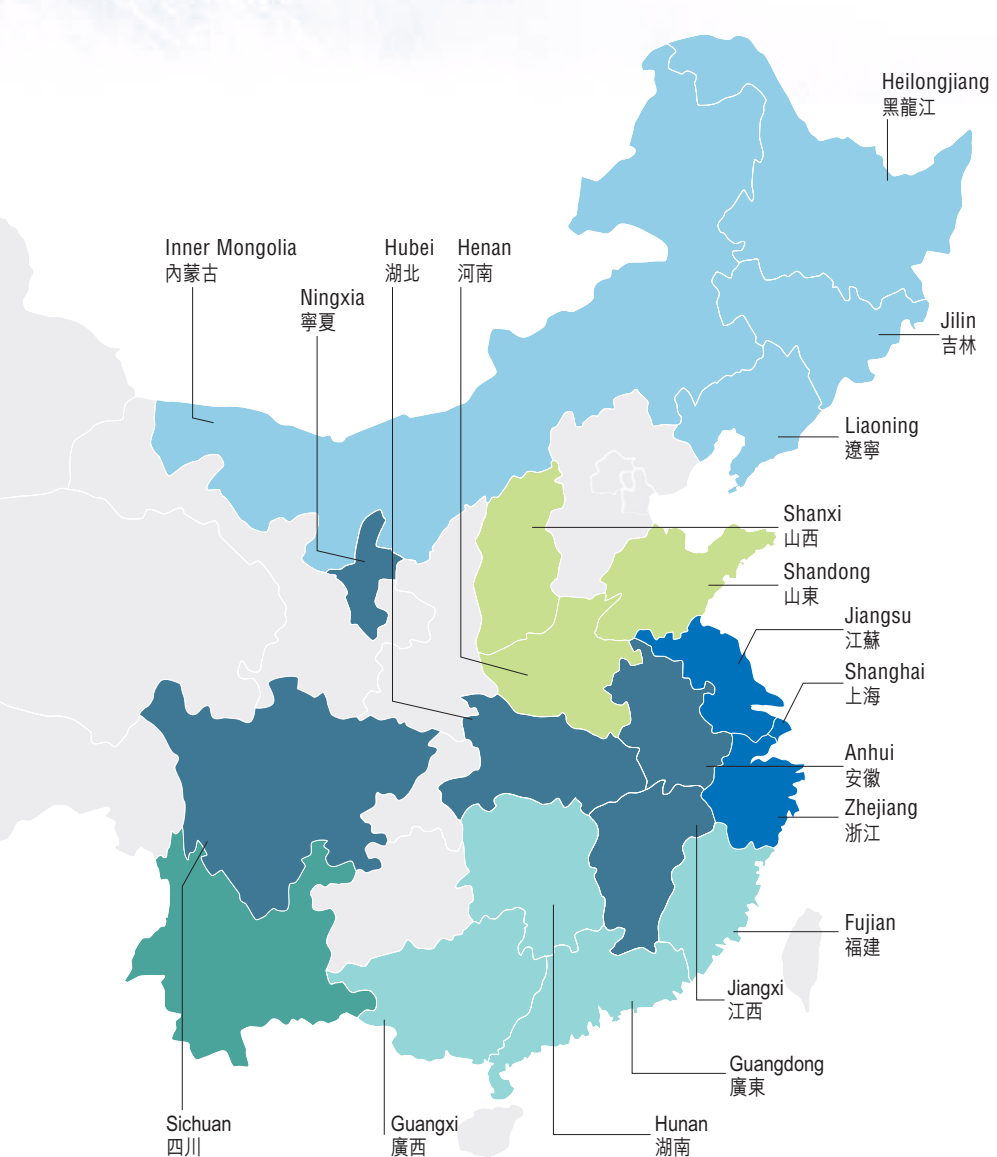 Heilongjiang
黑龍江
Inner Mongolia
內蒙古
Hubei
湖北
Henan
河南
Ningxia
寧夏
Jilin
吉林
Liaoning
遼寧
Shanxi
山西
Shandong
山東
Jiangsu
江蘇
Shanghai
上海
Anhui
安徽
Zhejiang
浙江
Fujian
福建
Jiangxi
江西
Guangdong
廣東
Sichuan
四川
Guangxi
廣西
Hunan
湖南